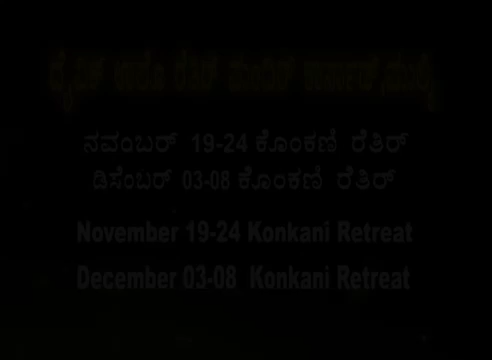 ನವಂಬರ್ 19-24 ಕೊಂಕಣಿ ರೆತಿರ್
ಡಿಸೆಂಬರ್ 03-08 ಕೊಂಕಣಿ ರೆತಿರ್
November 19-24 Konkani Retreat
December 03-08 Konkani Retreat